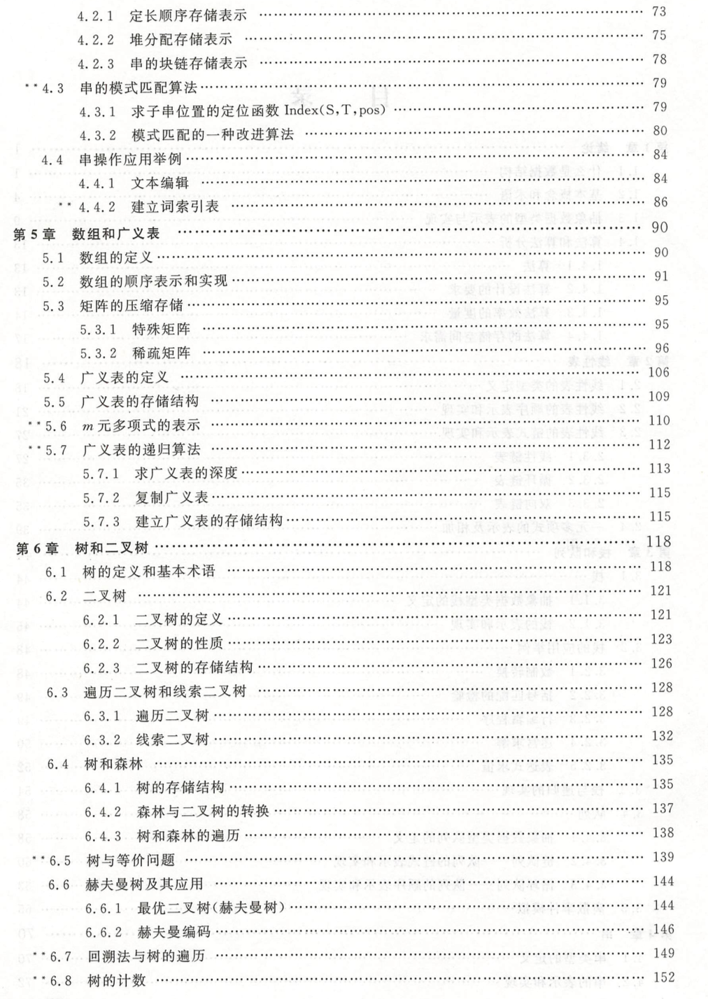 4.2.1 定长顺序存储表示 …… 73
4.2.2 堆分配存储表示 …… 75
4.2.3 串的块链存储表示 …… 78
**4.3 串的模式匹配算法 …… 79
4.3.1 求子串位置的定位函数 Index(S,T,pos) …… 79
4.3.2 模式匹配的一种改进算法 …… 80
4.4 串操作应用举例 …… 84
4.4.1 文本编辑 …… 84
**4.4.2 建立词索引表 …… 86
第5章 数组和广义表 …… 90
5.1 数组的定义 …… 90
5.2 数组的顺序表示和实现 …… 91
5.3 矩阵的压缩存储 …… 95
5.3.1 特殊矩阵 …… 95
5.3.2 稀疏矩阵 …… 96
5.4 广义表的定义 …… 106
5.5 广义表的存储结构 …… 109
**5.6 m元多项式的表示 …… 110
**5.7 广义表的递归算法 …… 112
5.7.1 求广义表的深度 …… 113
5.7.2 复制广义表 …… 115
5.7.3 建立广义表的存储结构 …… 115
第6章 树和二叉树 …… 118
6.1 树的定义和基本术语 …… 118
6.2 二叉树 …… 121
6.2.1 二叉树的定义 …… 121
6.2.2 二叉树的性质 …… 123
6.2.3 二叉树的存储结构 …… 126
6.3 遍历二叉树和线索二叉树 …… 128
6.3.1 遍历二叉树 …… 128
6.3.2 线索二叉树 …… 132
6.4 树和森林 …… 135
6.4.1 树的存储结构 …… 135
6.4.2 森林与二叉树的转换 …… 137
6.4.3 树和森林的遍历 …… 138
**6.5 树与等价问题 …… 139
6.6 赫夫曼树及其应用 …… 144
6.6.1 最优二叉树(赫夫曼树) …… 144
6.6.2 赫夫曼编码 …… 146
**6.7 回溯法与树的遍历 …… 149
**6.8 树的计数 …… 152